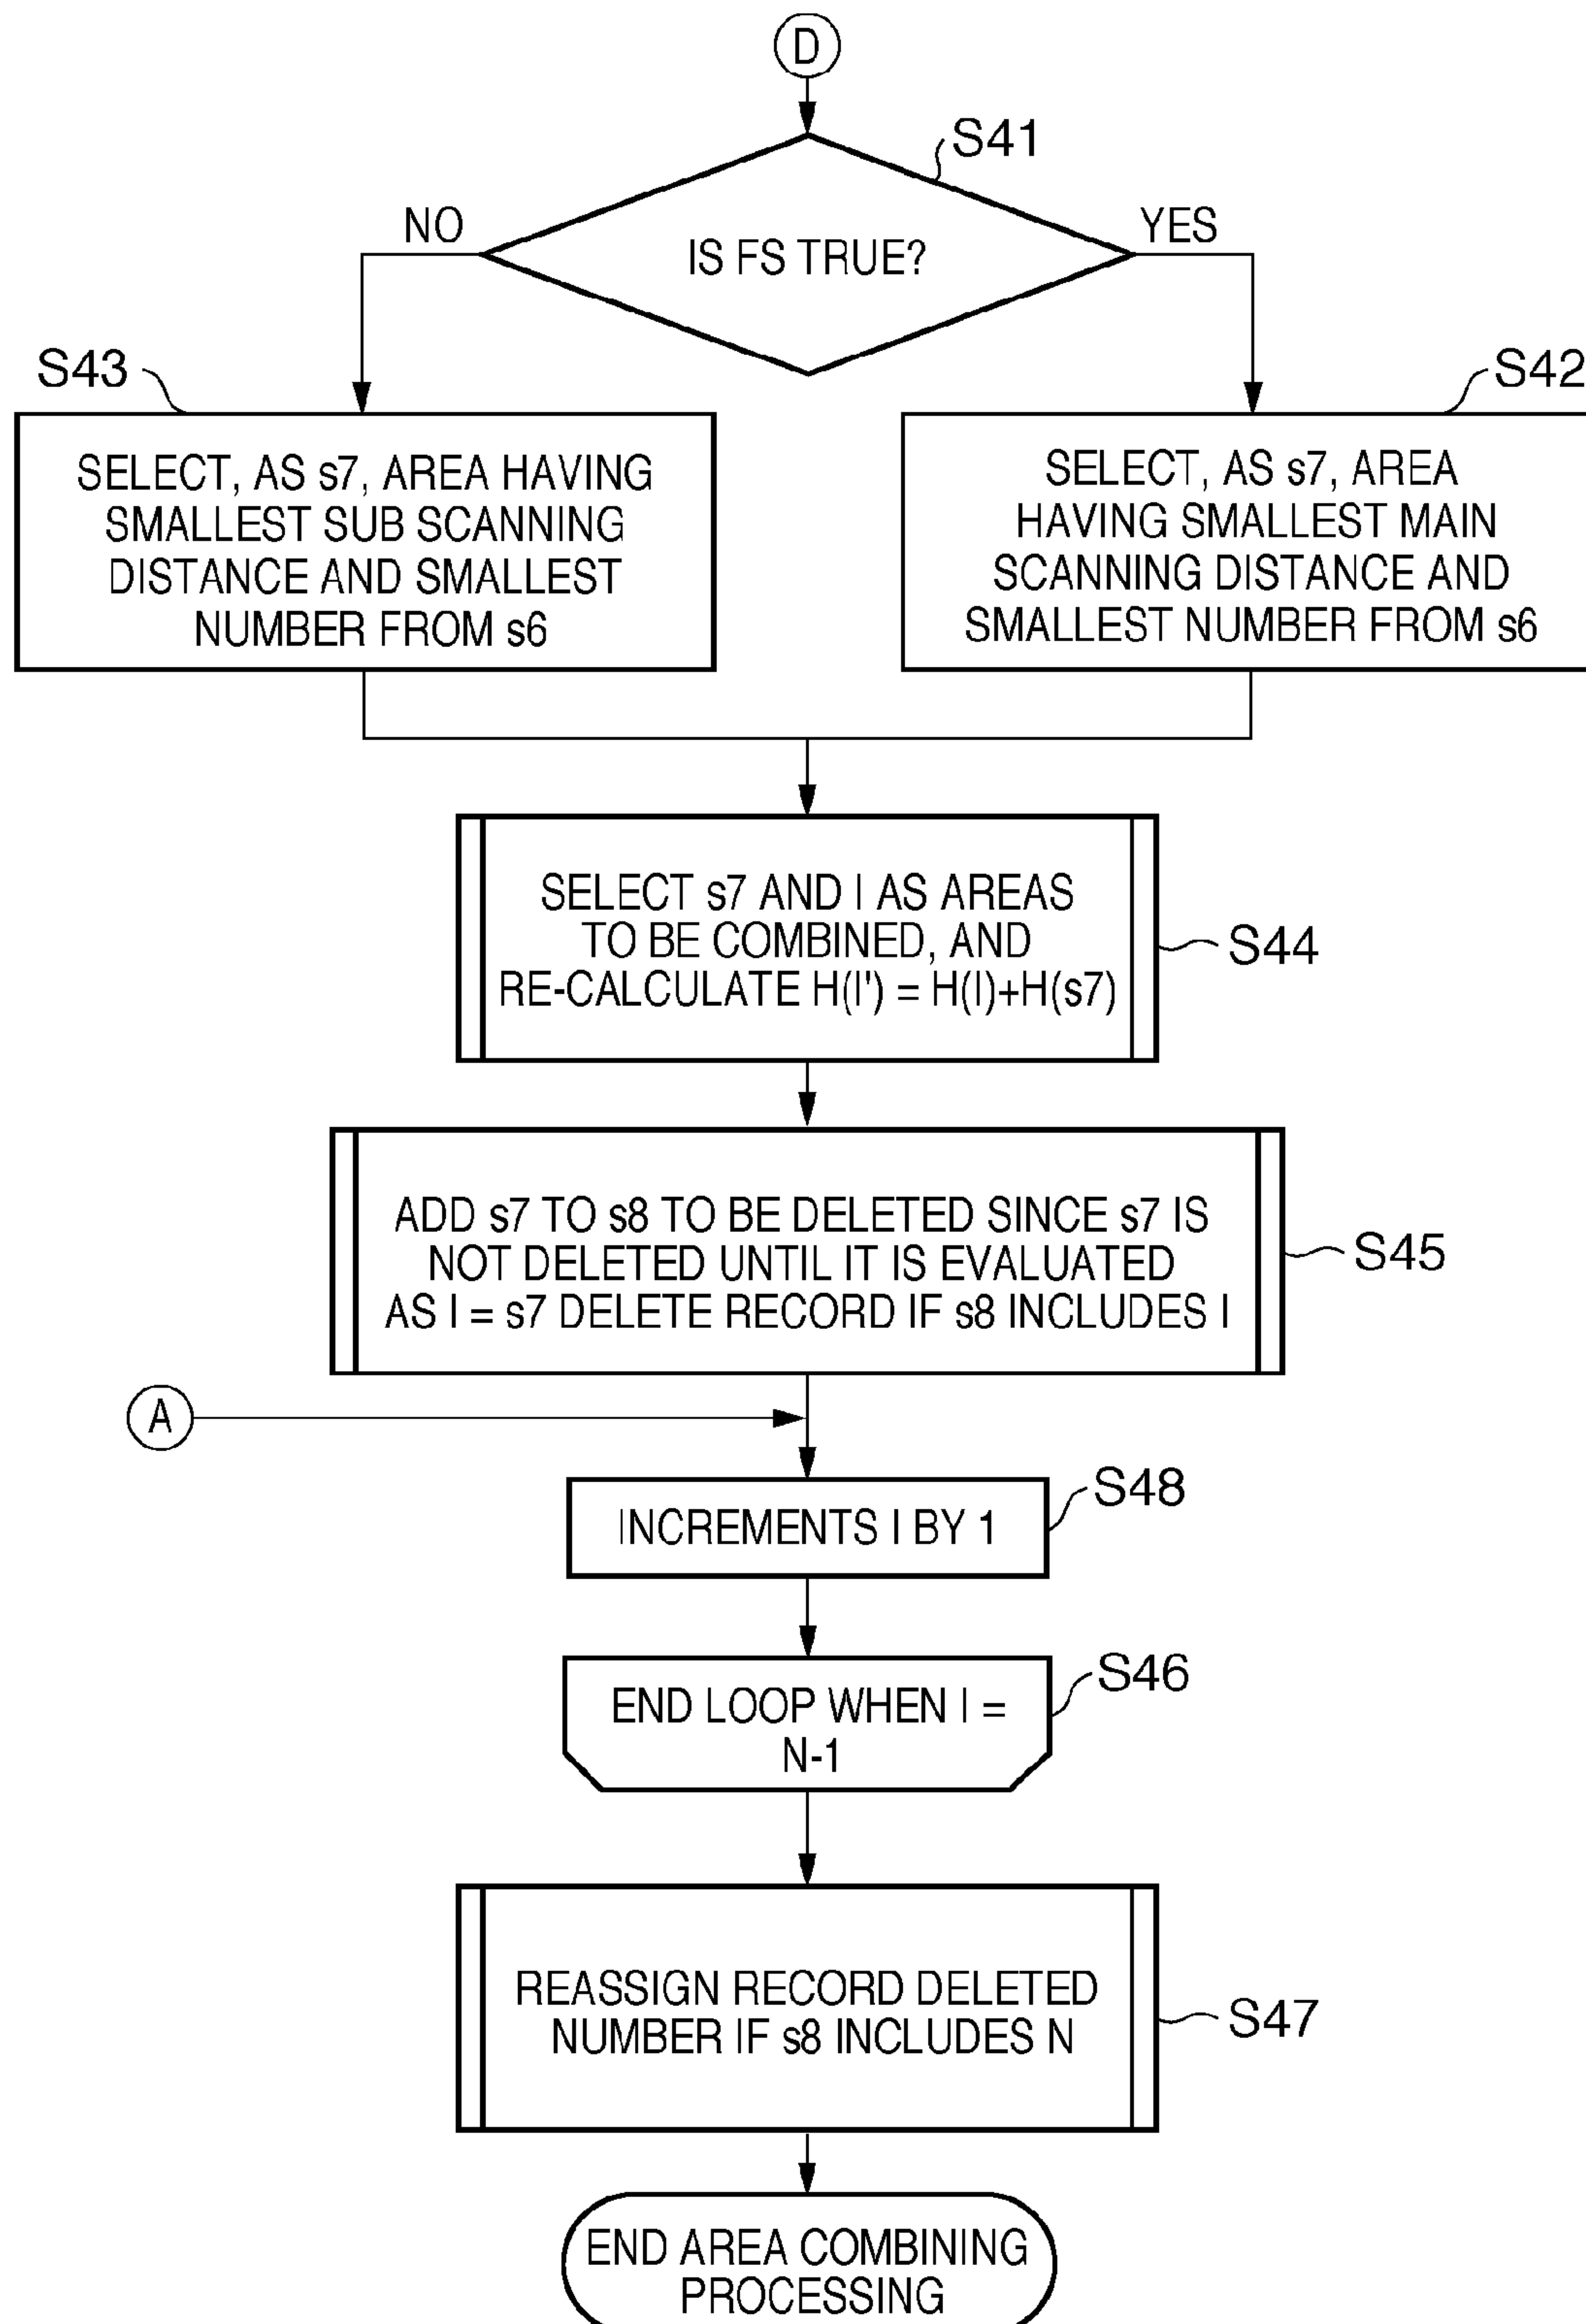 D
S41
NO
YES
IS FS TRUE?
S43
S42
SELECT, AS s7, AREA HAVING
SMALLEST SUB SCANNING
DISTANCE AND SMALLEST
NUMBER FROM s6
SELECT, AS s7, AREA
HAVING SMALLEST MAIN
SCANNING DISTANCE AND
SMALLEST NUMBER FROM s6
SELECT s7 AND I AS AREAS
TO BE COMBINED, AND
RE-CALCULATE H(I') = H(I)+H(s7)
S44
ADD s7 TO s8 TO BE DELETED SINCE s7 IS
NOT DELETED UNTIL IT IS EVALUATED
AS I = s7 DELETE RECORD IF s8 INCLUDES I
S45
A
S48
INCREMENTS I BY 1
S46
END LOOP WHEN I =
N-1
REASSIGN RECORD DELETED
NUMBER IF s8 INCLUDES N
S47
END AREA COMBINING
PROCESSING